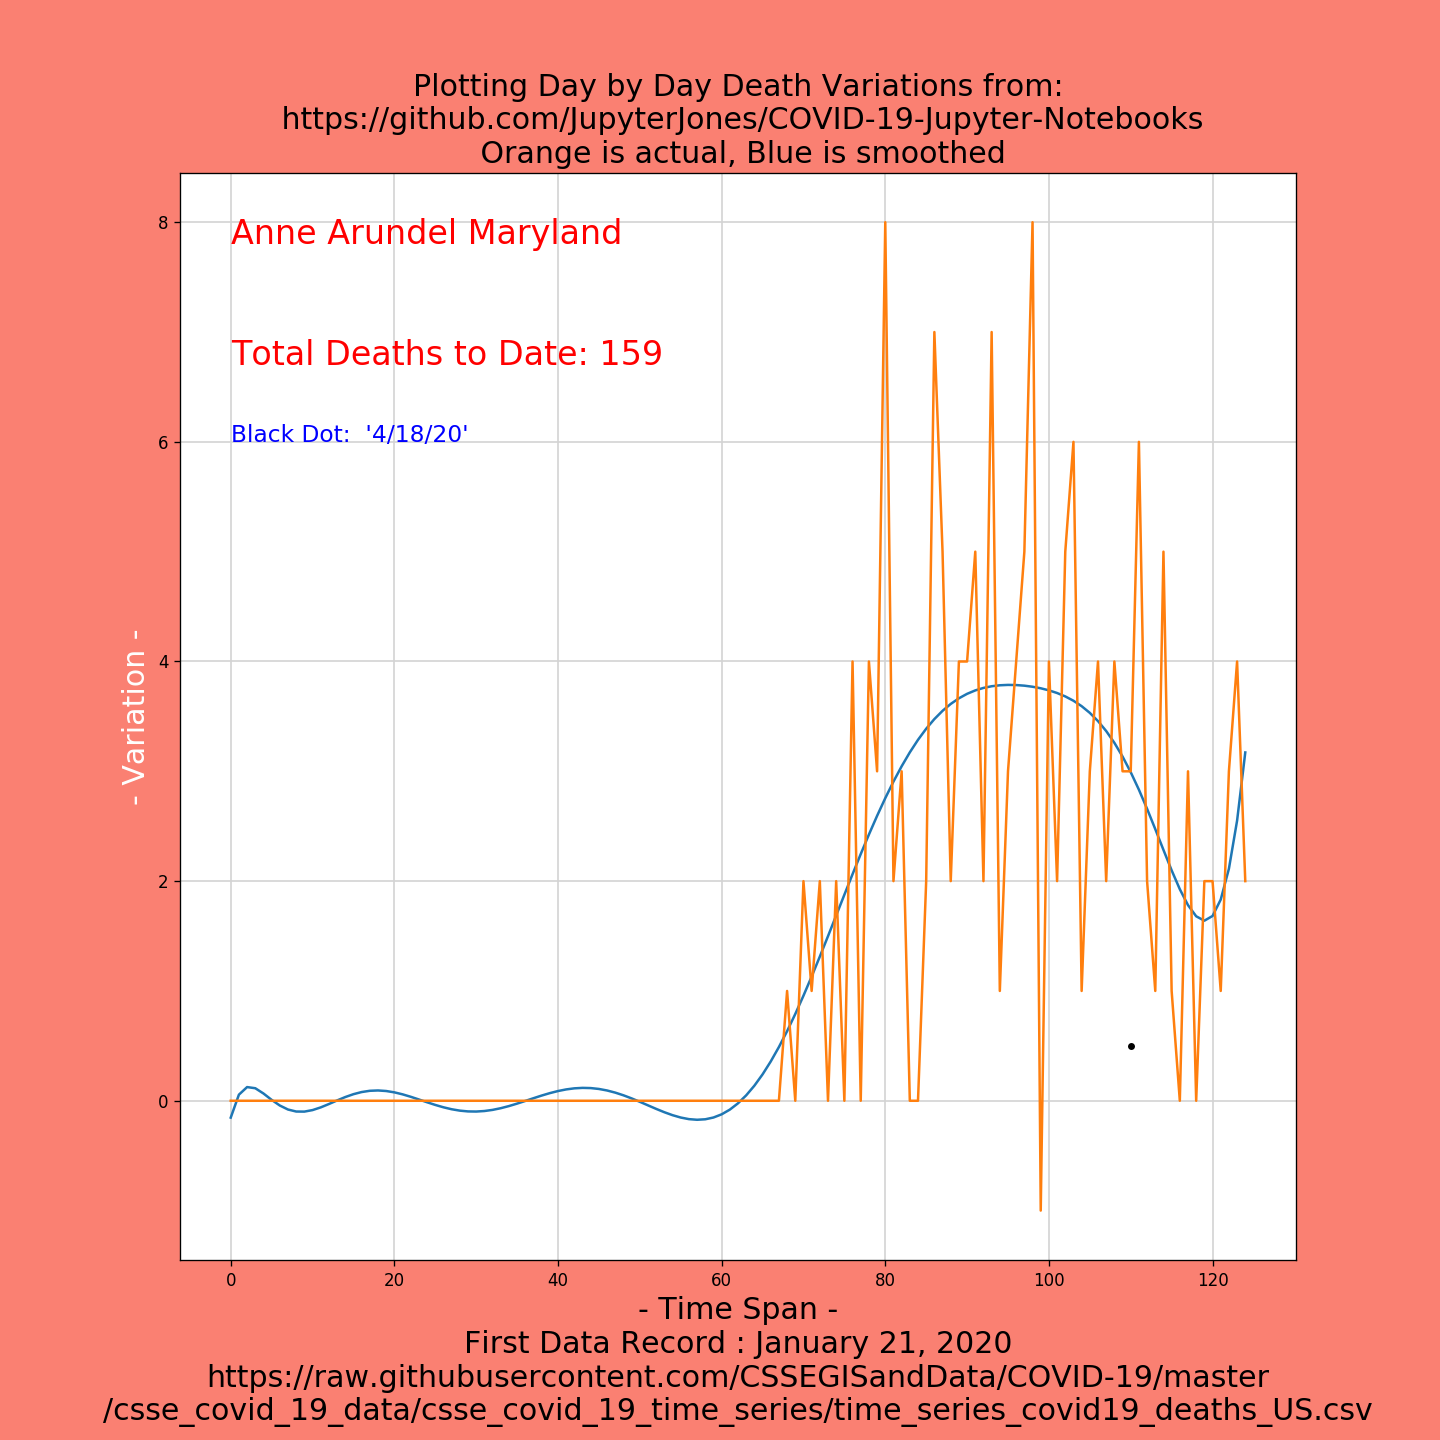 Plotting Day by Day Death Variations from:
https://github.com/JupyterJones/COVID-19-Jupyter-Notebooks
Orange is actual, Blue is smoothed
8
Anne Arundel Maryland
Total Deaths to Date: 159
Black Dot:  '4/18/20'
6
4
- Variation -
2
0
0 20 40 60 80 100 120
- Time Span -
First Data Record : January 21, 2020
https://raw.githubusercontent.com/CSSEGISandData/COVID-19/master
/csse_covid_19_data/csse_covid_19_time_series/time_series_covid19_deaths_US.csv